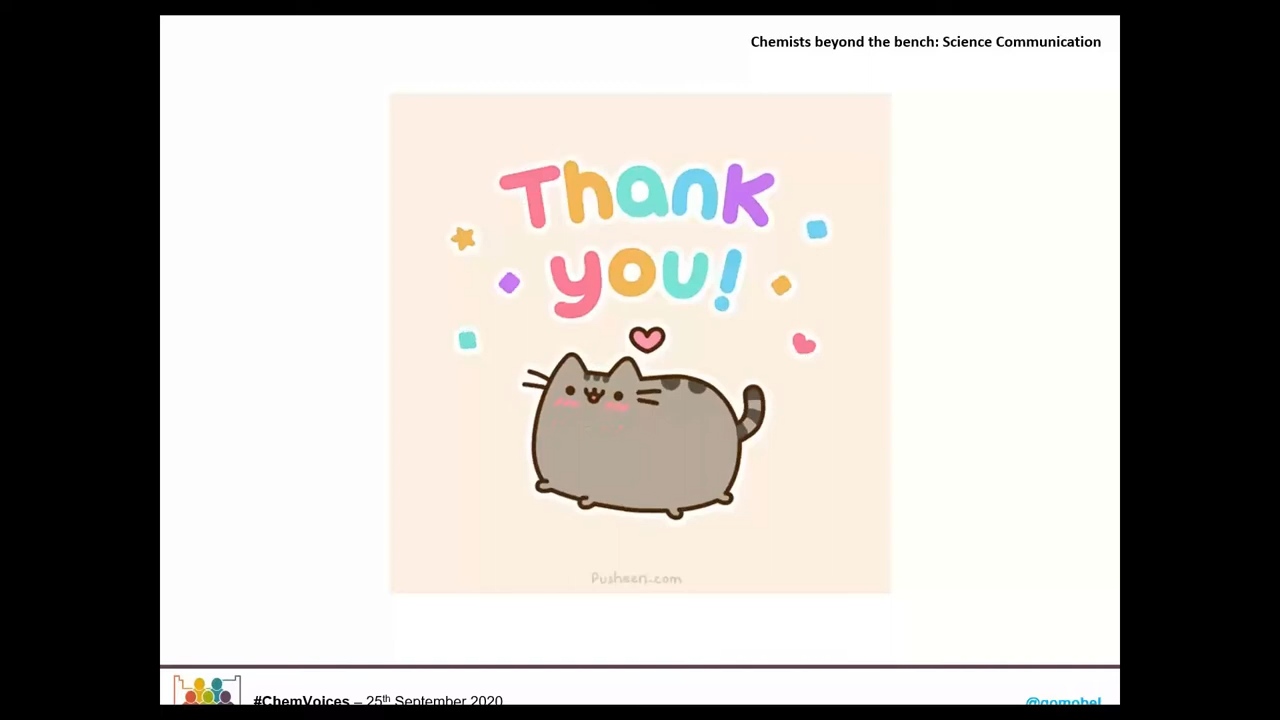 Chemists beyond the bench: Science Communication
Thank
you!
Pusheen.com
#ChemVoices – 25th September 2020
@gomobel